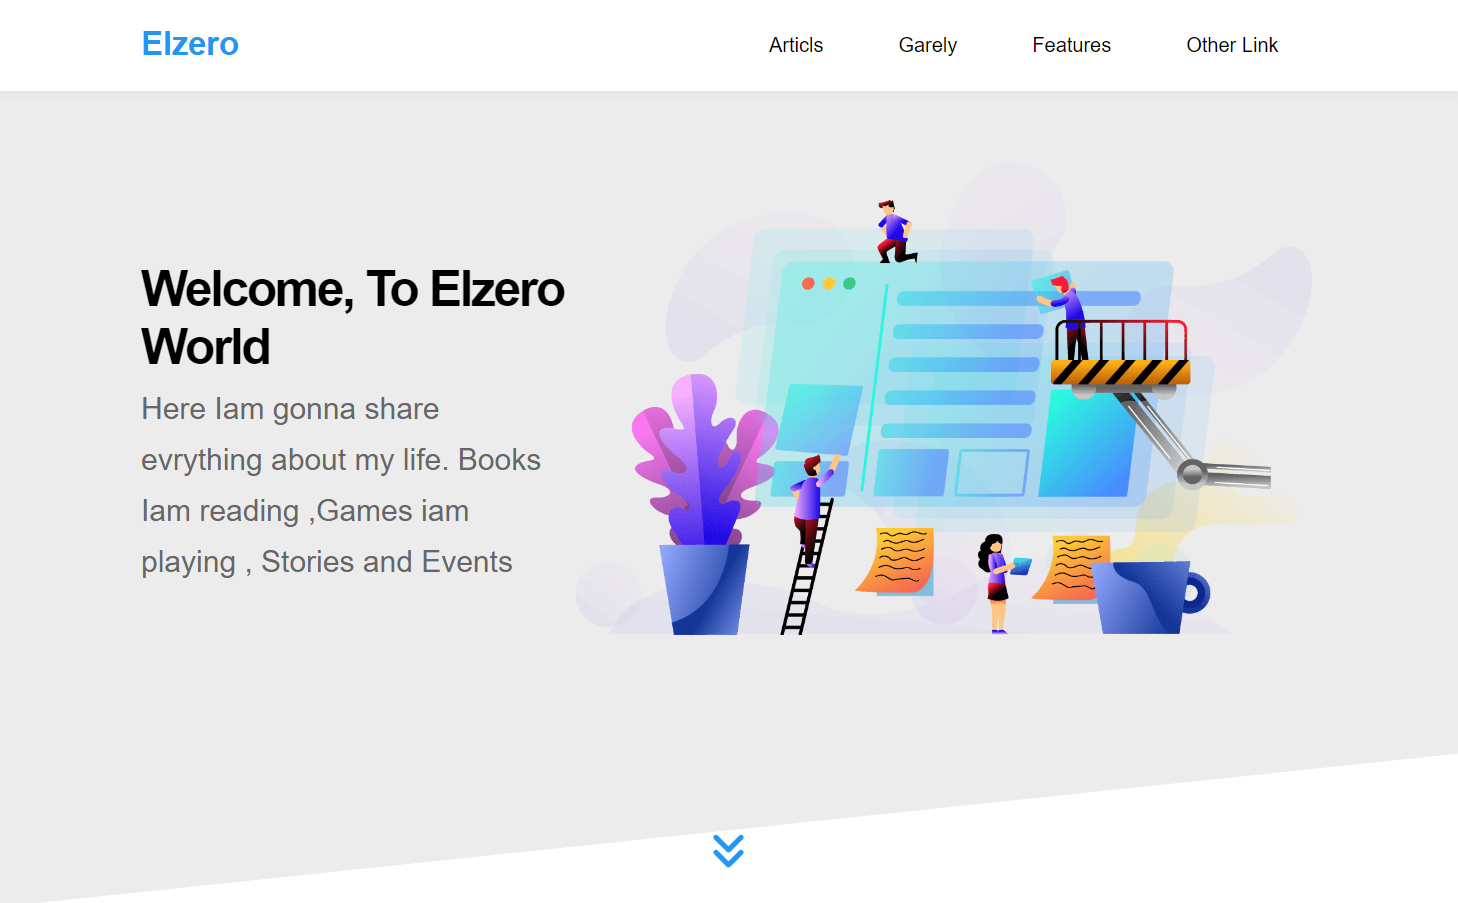 Elzero
Articls
Garely
Features
Other Link
Welcome, To Elzero
World
Here Iam gonna share
evrything about my life. Books
Iam reading ,Games iam
playing , Stories and Events